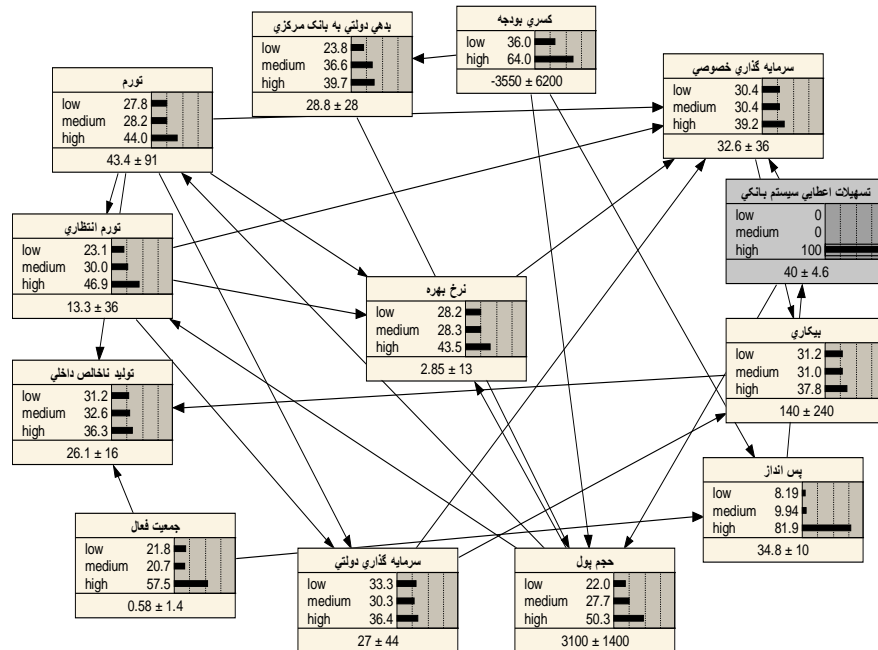 بدهي دولتي به بانک مرکزي
low 23.8
medium 36.6
high 39.7
28.8 ± 28
کسري بودجه
low 36.0
high 64.0
-3550 ± 6200
سرمايه گذاري خصوصي
low 30.4
medium 30.4
high 39.2
32.6 ± 36
تورم
low 27.8
medium 28.2
high 44.0
43.4 ± 91
تسهيلات اعطايي سيستم بانکي
low 0
medium 0
high 100
40 ± 4.6
تورم انتظاري
low 23.1
medium 30.0
high 46.9
13.3 ± 36
نرخ بهره
low 28.2
medium 28.3
high 43.5
2.85 ± 13
بيکاري
low 31.2
medium 31.0
high 37.8
140 ± 240
توليد ناخالص داخلي
low 31.2
medium 32.6
high 36.3
26.1 ± 16
پس انداز
low 8.19
medium 9.94
high 81.9
34.8 ± 10
جمعيت فعال
low 21.8
medium 20.7
high 57.5
0.58 ± 1.4
سرمايه گذاري دولتي
low 33.3
medium 30.3
high 36.4
27 ± 44
حجم پول
low 22.0
medium 27.7
high 50.3
3100 ± 1400